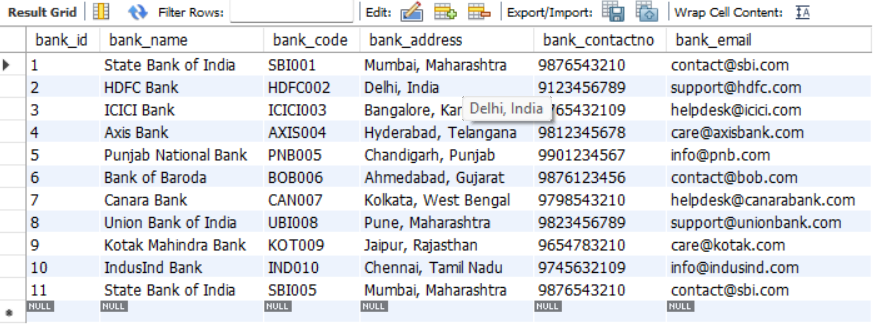 Result Grid Filter Rows: Edit: Export/Import: Wrap Cell Content: IA
bank_id bank_name bank_code bank_address bank_contactno bank_email
1 State Bank of India SBI001 Mumbai, Maharashtra 9876543210 contact@sbi.com
2 HDFC Bank HDFC002 Delhi, India 9123456789 support@hdfc.com
3 ICICI Bank ICICI003 Bangalore, Kar Delhi, India 765432109 helpdesk@icici.com
4 Axis Bank AXIS004 Hyderabad, Telangana 9812345678 care@axisbank.com
5 Punjab National Bank PNB005 Chandigarh, Punjab 9901234567 info@pnb.com
6 Bank of Baroda BOB006 Ahmedabad, Gujarat 9876123456 contact@bob.com
7 Canara Bank CAN007 Kolkata, West Bengal 9798543210 helpdesk@canarabank.com
8 Union Bank of India UBI008 Pune, Maharashtra 9823456789 support@unionbank.com
9 Kotak Mahindra Bank KOT009 Jaipur, Rajasthan 9654783210 care@kotak.com
10 IndusInd Bank IND010 Chennai, Tamil Nadu 9745632109 info@indusind.com
11 State Bank of India SBI005 Mumbai, Maharashtra 9876543210 contact@sbi.com
NULL NULL NULL NULL NULL NULL